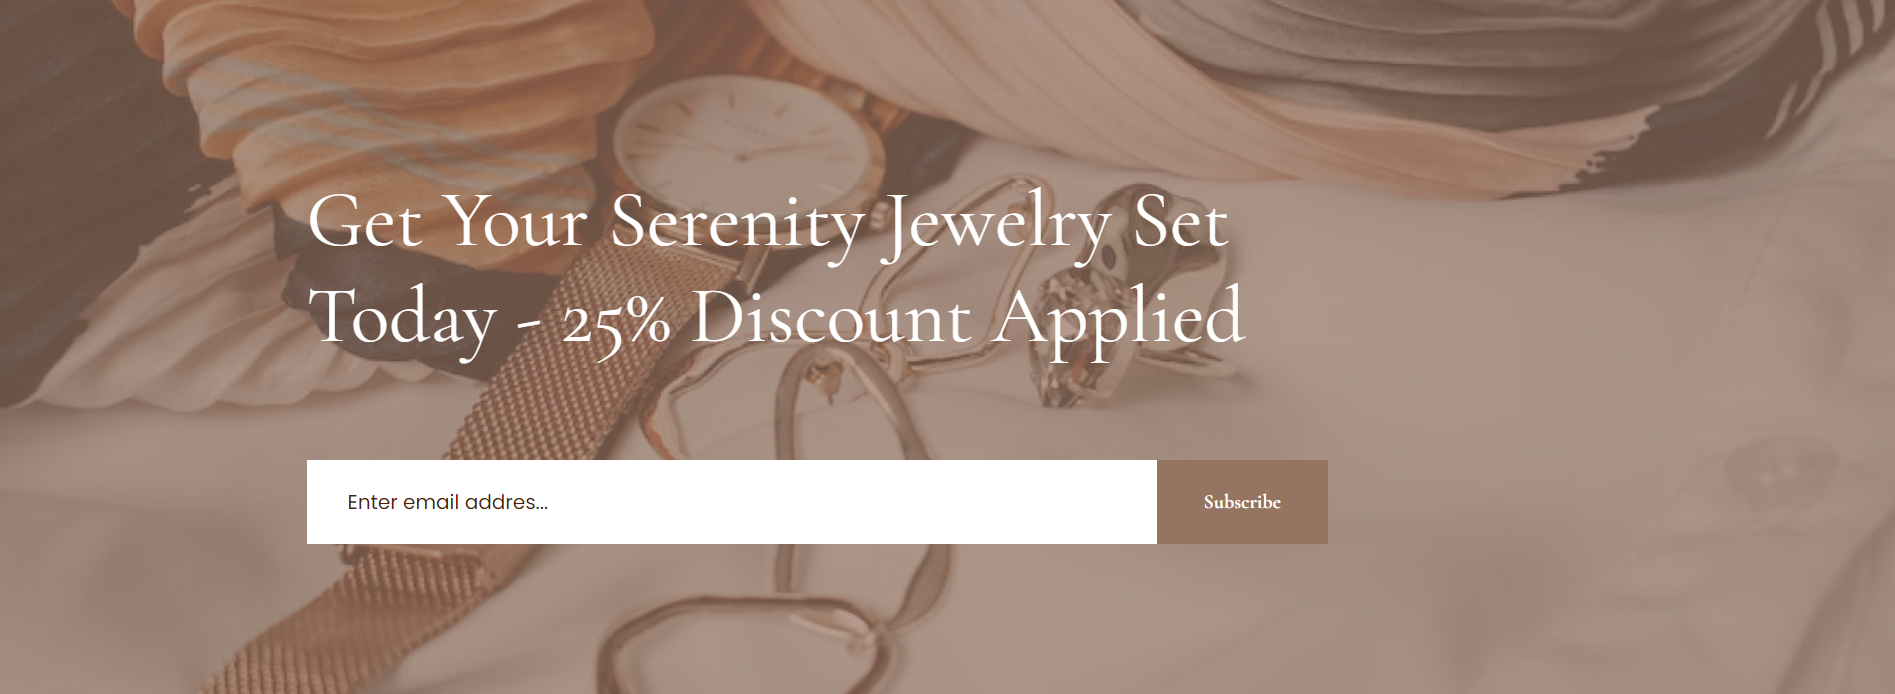 Get Your Serenity Jewelry Set
Today - 25% Discount Applied
Enter email addres...
Subscribe